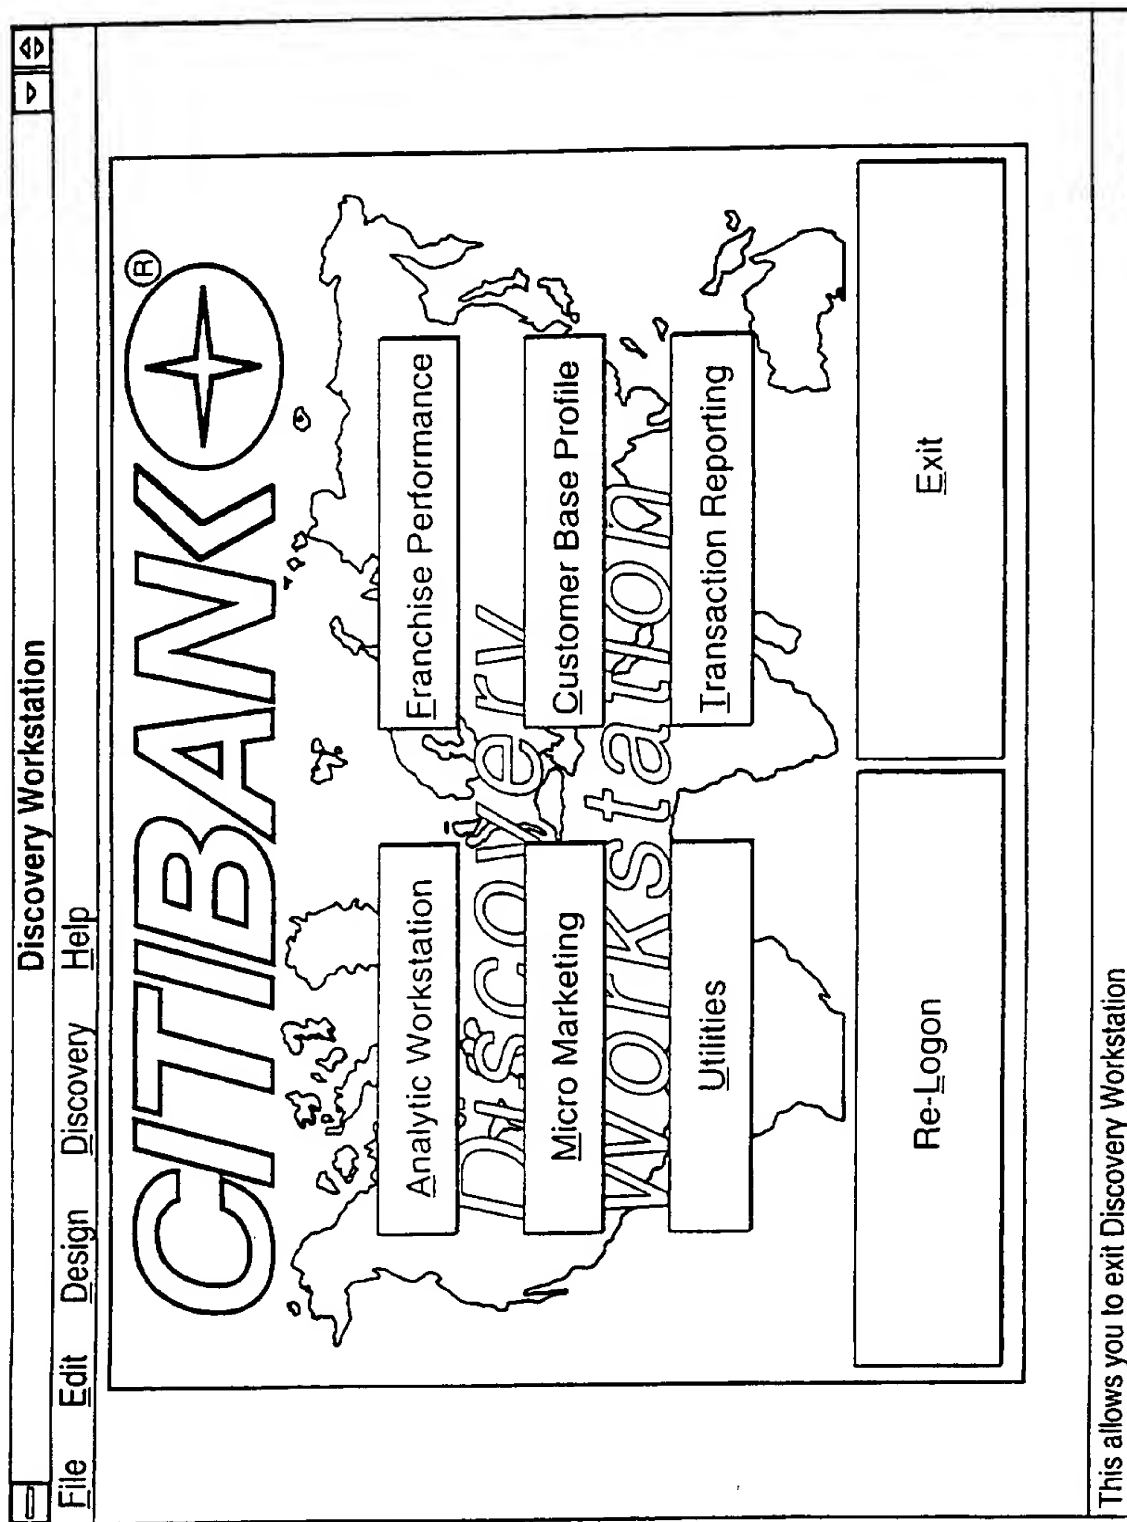 Discovery Workstation
File Edit Design Discovery Help
CITIBANK ®
Discovery
Workstation
Analytic Workstation
Franchise Performance
Micro Marketing
Customer Base Profile
Utilities
Transaction Reporting
Re-Logon
Exit
This allows you to exit Discovery Workstation